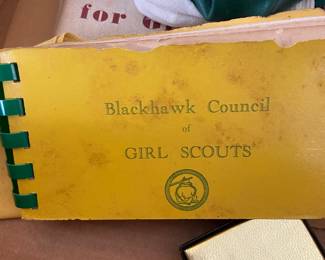 for
Blackhawk Council
of
GIRL SCOUTS